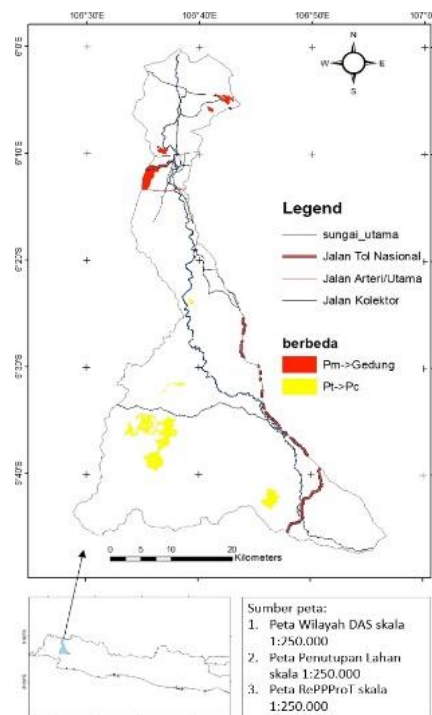 106°30'E 106°40'E 106°50'E 107°0'
6°0'S
6°10'S
6°20'S
6°30'S
6°40'S
N
W E
S
Legend
sungai_utama
Jalan Tol Nasional
Jalan Arteri/Utama
Jalan Kolektor
berbeda
Pm->Gedung
Pt->Pc
0 5 10 20
Kilometers
Sumber peta:
1. Peta Wilayah DAS skala
1:250.000
2. Peta Penutupan Lahan
skala 1:250.000
3. Peta RePPProT skala
1:250.000